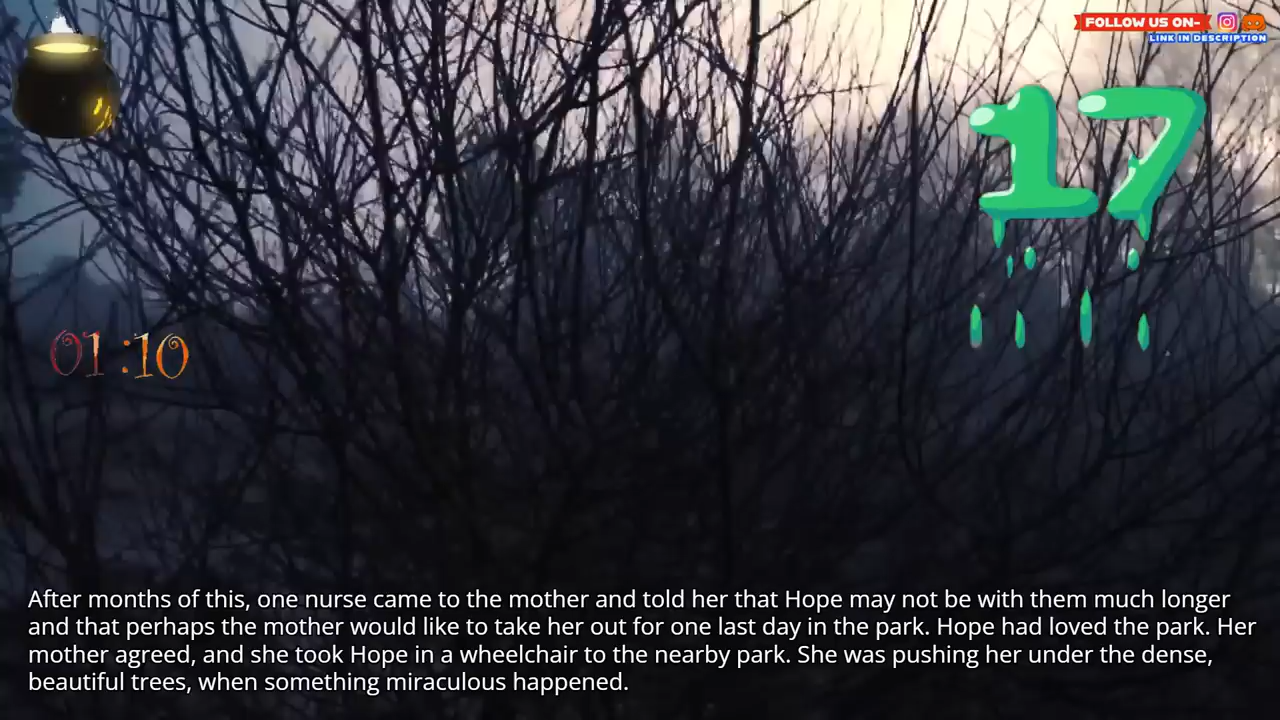 FOLLOW US ON-
LINK IN DESCRIPTION
17
01:10
After months of this, one nurse came to the mother and told her that Hope may not be with them much longer
and that perhaps the mother would like to take her out for one last day in the park. Hope had loved the park. Her
mother agreed, and she took Hope in a wheelchair to the nearby park. She was pushing her under the dense,
beautiful trees, when something miraculous happened.